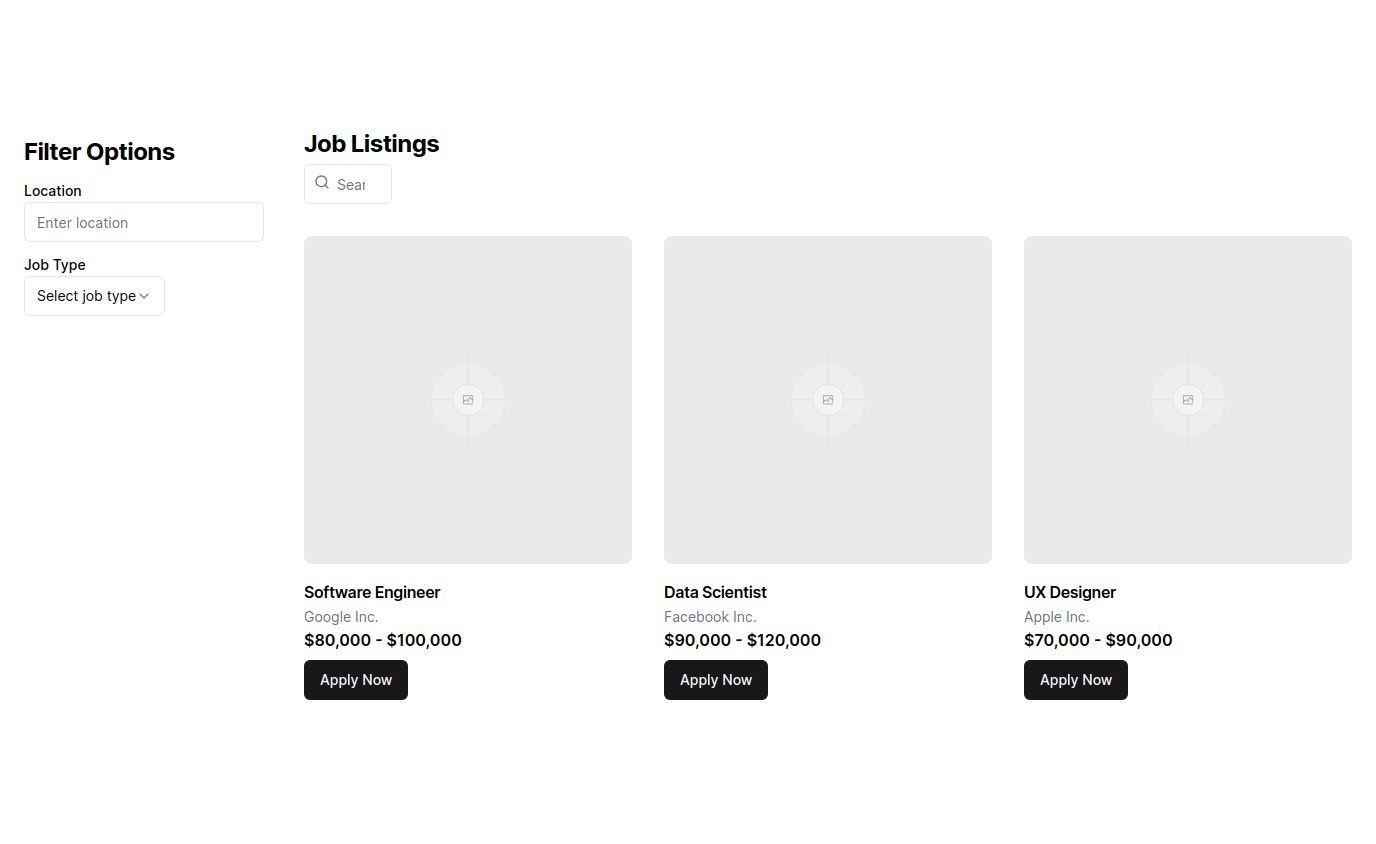 Filter Options
Location
Enter location
Job Type
Select job type
Job Listings
Sear
Software Engineer
Google Inc.
$80,000 - $100,000
Apply Now
Data Scientist
Facebook Inc.
$90,000 - $120,000
Apply Now
UX Designer
Apple Inc.
$70,000 - $90,000
Apply Now